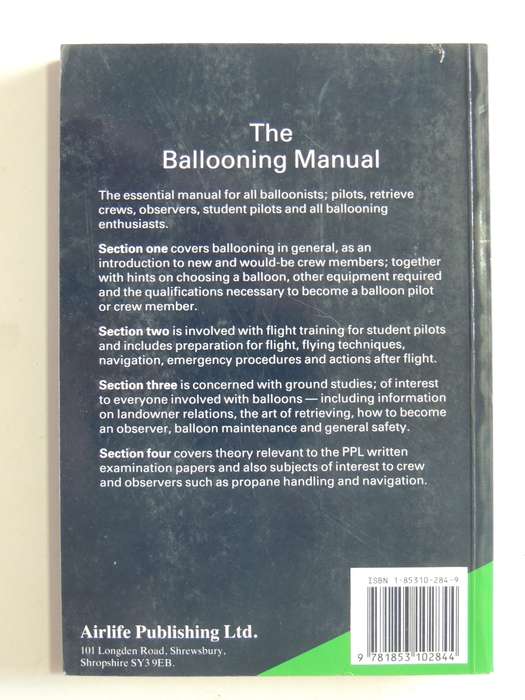 The
Ballooning Manual
The essential manual for all balloonists; pilots, retrieve
crews, observers, student pilots and all ballooning
enthusiasts.
Section one covers ballooning in general, as an
introduction to new and would-be crew members; together
with hints on choosing a balloon, other equipment required
and the qualifications necessary to become a balloon pilot
or crew member.
Section two is involved with flight training for student pilots
and includes preparation for flight, flying techniques,
navigation, emergency procedures and actions after flight.
Section three is concerned with ground studies; of interest
to everyone involved with balloons — including information
on landowner relations, the art of retrieving, how to become
an observer, balloon maintenance and general safety.
Section four covers theory relevant to the PPL written
examination papers and also subjects of interest to crew
and observers such as propane handling and navigation.
ISBN 1-85310-284-9
9 781853 102844
Airlife Publishing Ltd.
101 Longden Road, Shrewsbury,
Shropshire SY3 9EB.